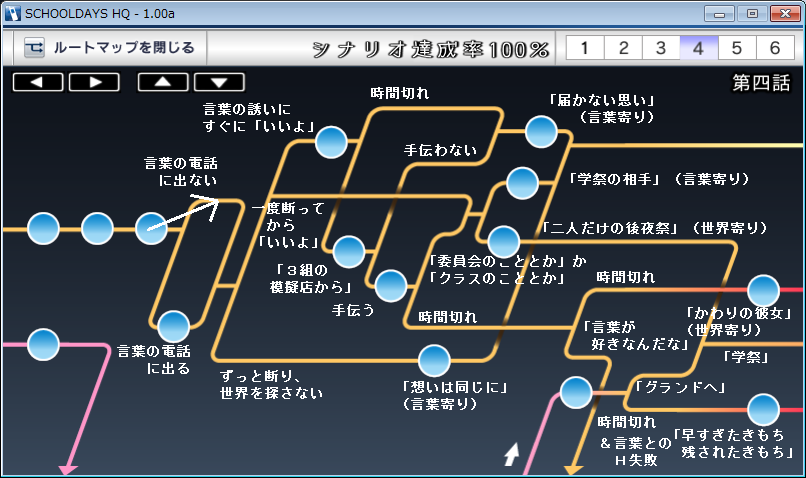 SCHOOLDAYS HQ - 1.00a
ルートマップを閉じる
シナリオ達成率100%
1 2 3 4 5 6
第四話
言葉の誘いに
すぐに「いいよ」
時間切れ
「届かない思い」
(言葉寄り)
手伝わない
言葉の電話
に出ない
「学祭の相手」(言葉寄り)
一度断って
から
「いいよ」
「二人だけの後夜祭」(世界寄り)
「3組の
模擬店から」
「委員会のこととか」か
「クラスのこととか」
手伝う
時間切れ
時間切れ
「かわりの彼女」
(世界寄り)
「言葉が
好きなんだな」
言葉の電話
に出る
「学祭」
ずっと断り、
世界を探さない
「想いは同じに」
(言葉寄り)
「グランドへ」
時間切れ
&言葉との
H失敗
「早すぎたきもち
残されたきもち」